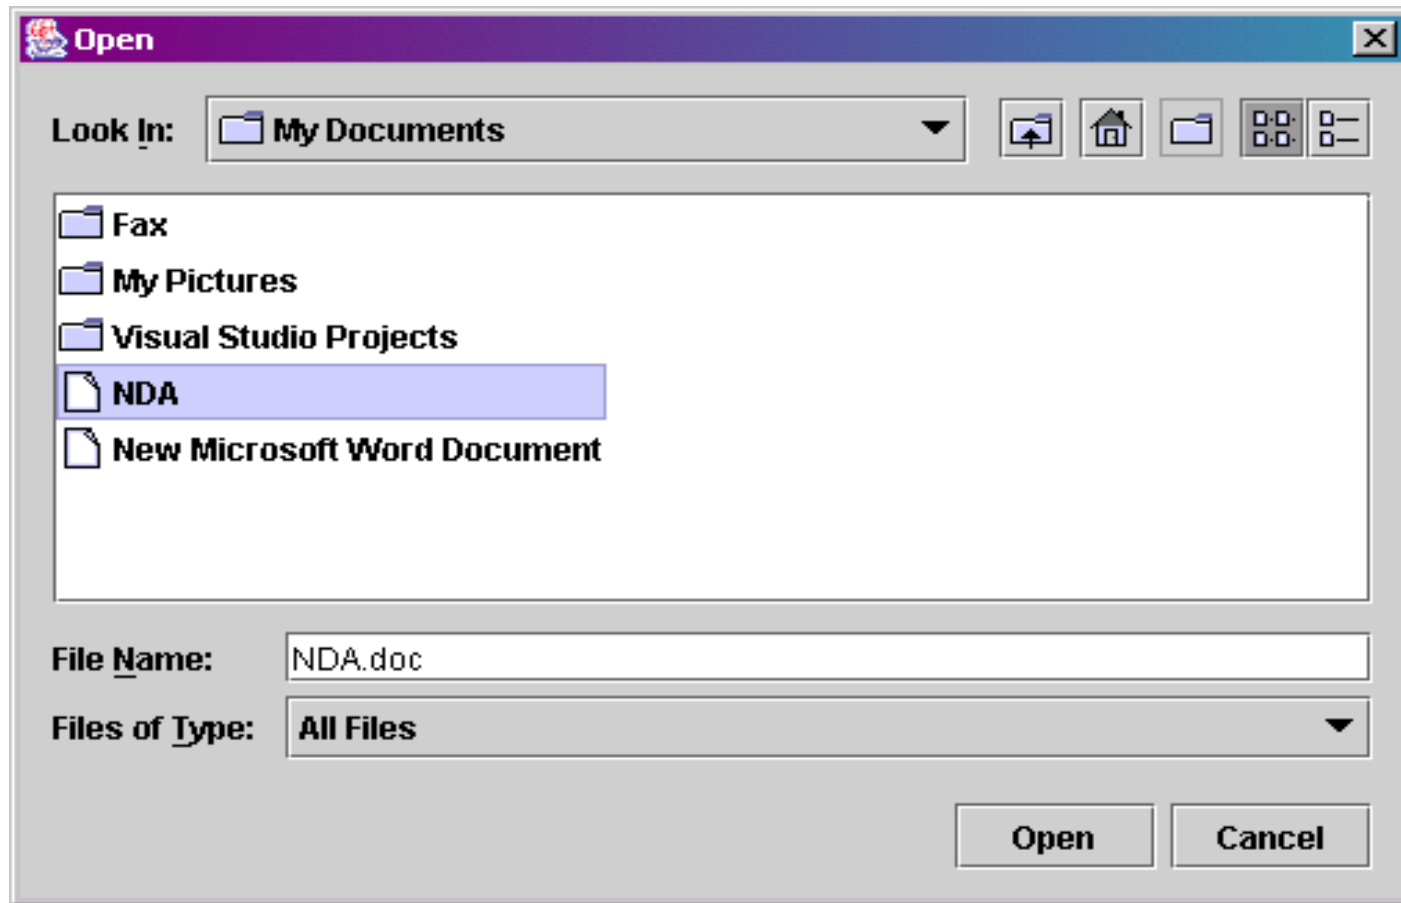 Open
Look In: My Documents
Fax
My Pictures
Visual Studio Projects
NDA
New Microsoft Word Document
File Name: NDA.doc
Files of Type: All Files
Open Cancel